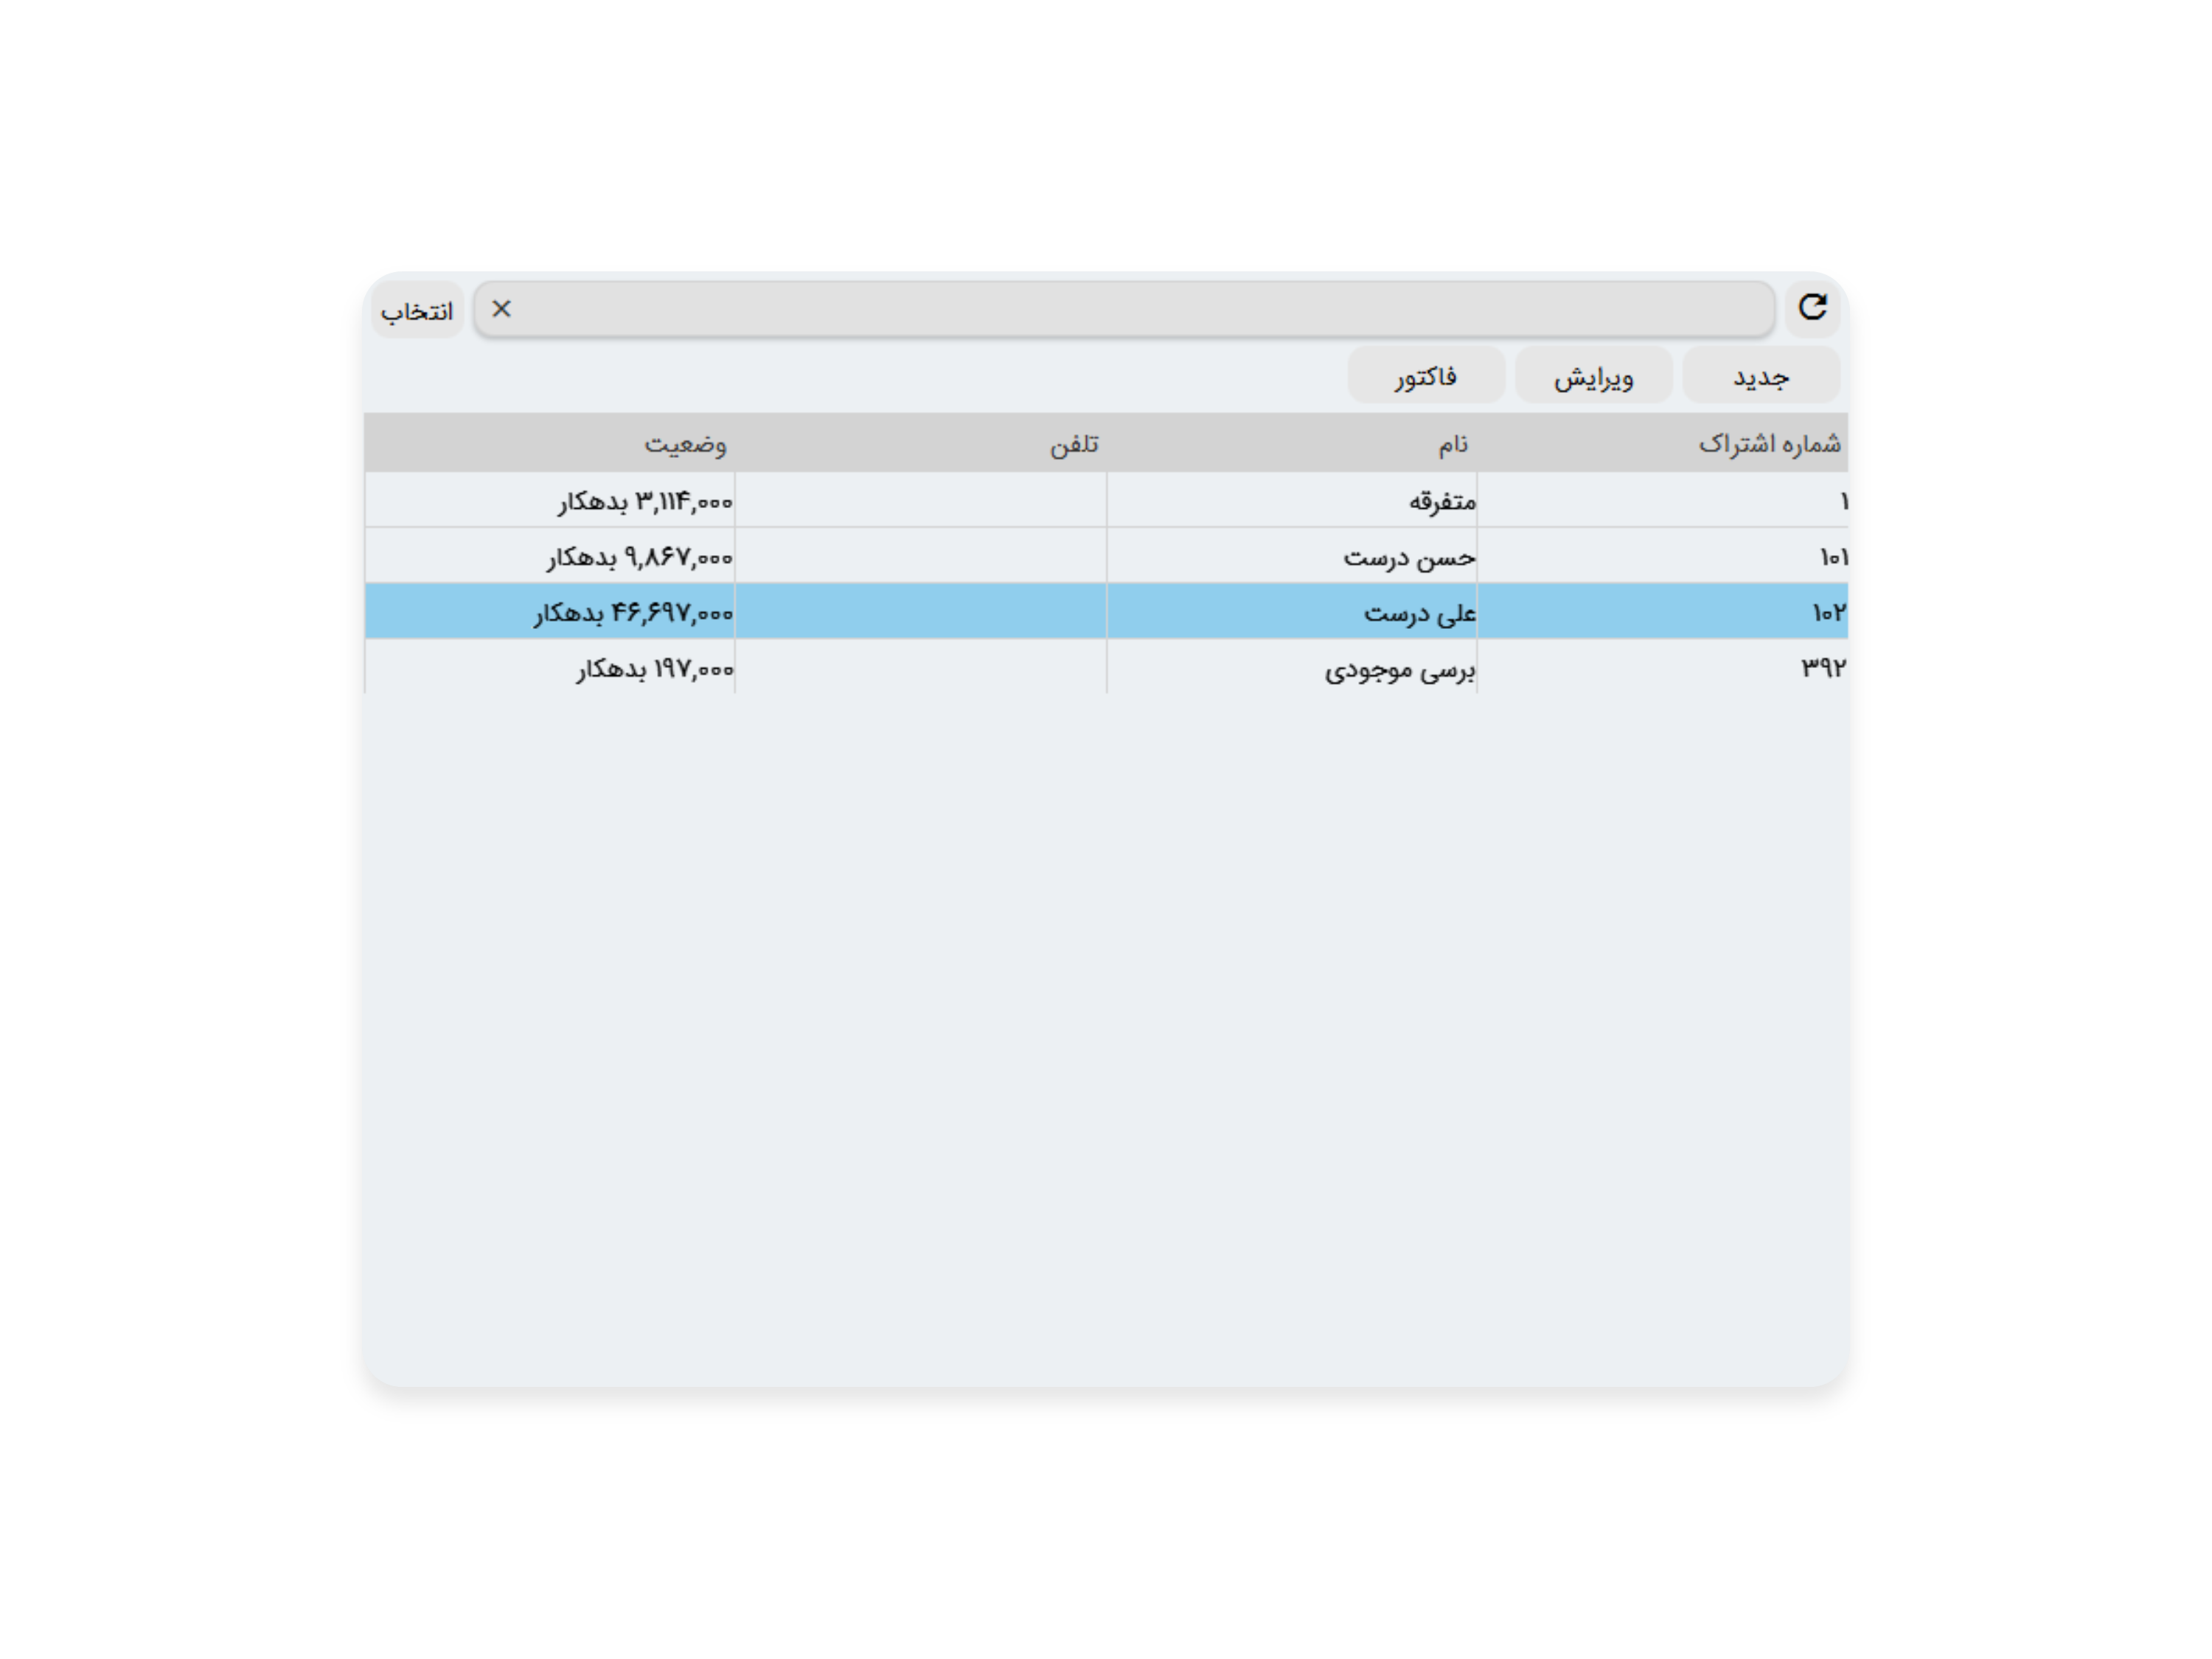 انتخاب
جدید ویرایش فاکتور
شماره اشتراک نام تلفن وضعیت
۱ متفرقه ۳,۱۱۴,۰۰۰ بدهکار
۱۰۱ حسن درست ۹,۸۶۷,۰۰۰ بدهکار
۱۰۲ علی درست ۴۶,۶۹۷,۰۰۰ بدهکار
۳۹۲ برسی موجودی ۱۹۷,۰۰۰ بدهکار